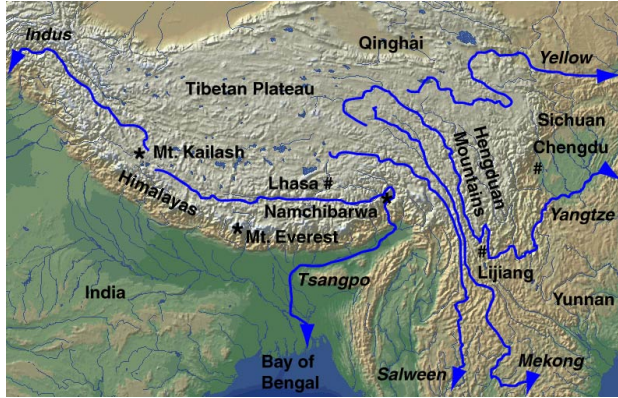 Indus
Qinghai
Yellow
Tibetan Plateau
Sichuan
Chengdu
#
Hengduan
Mountains
* Mt. Kailash
Lhasa #
Himalayas
Namchibarwa *
Yangtze
* Mt. Everest
#
Lijiang
Tsangpo
India
Yunnan
Bay of
Bengal
Salween
Mekong